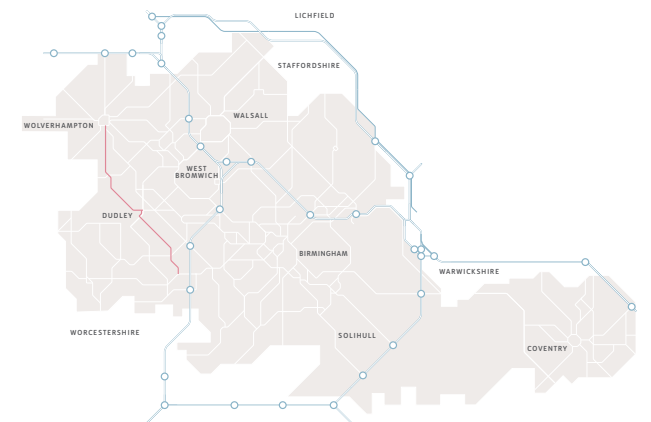 LICHFIELD
STAFFORDSHIRE
WALSALL
WOLVERHAMPTON
WEST
BROMWICH
DUDLEY
BIRMINGHAM
WARWICKSHIRE
WORCESTERSHIRE
SOLIHULL
COVENTRY